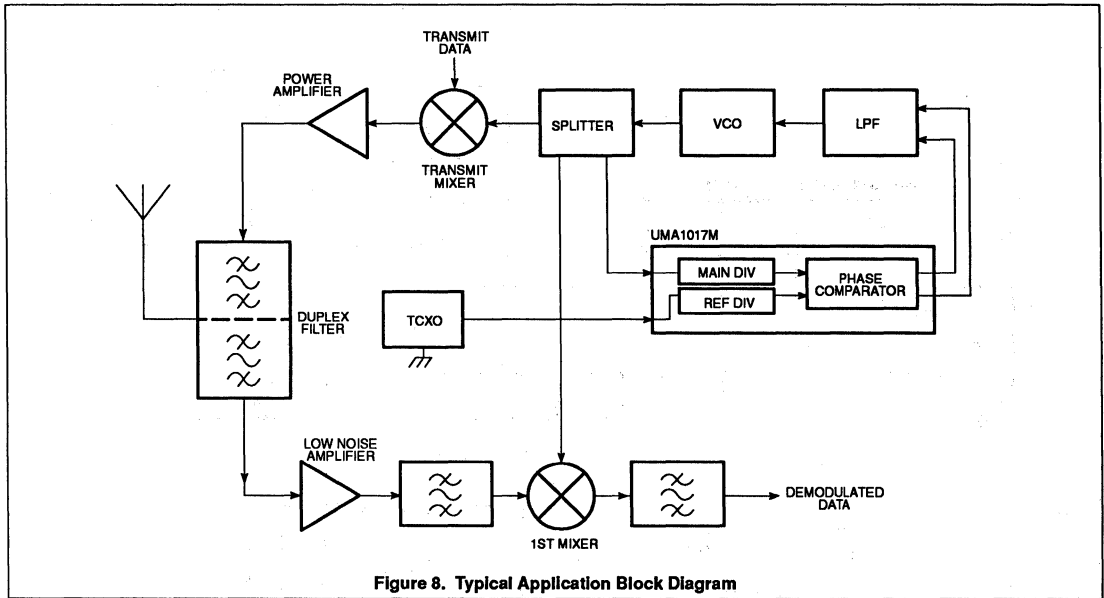 TRANSMIT
DATA
POWER
AMPLIFIER
SPLITTER
VCO
LPF
TRANSMIT
MIXER
UMA1017M
MAIN DIV
REF DIV
PHASE
COMPARATOR
DUPLEX
FILTER
TCXO
LOW NOISE
AMPLIFIER
1ST MIXER
DEMODULATED
DATA
Figure 8. Typical Application Block Diagram